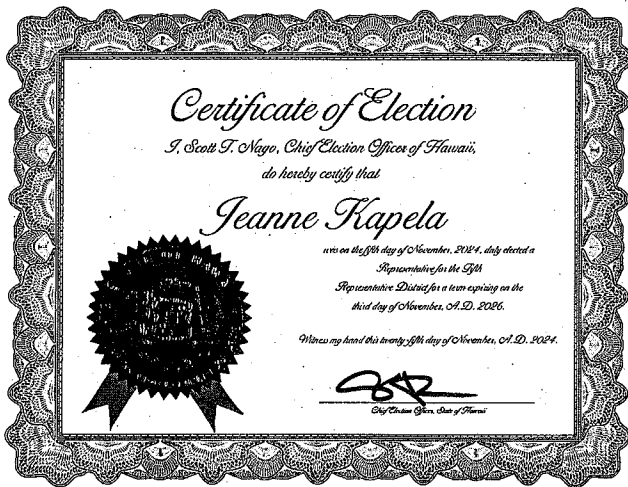 Certificate of Election
I, Scott T. Nago, Chief Election Officer of Hawaii,
do hereby certify that
Jeanne Kapela
was on the fifth day of November, 2024, duly elected a
Representative for the Fifth
Representative District for a term expiring on the
third day of November, A.D. 2026.
Witness my hand this twenty-fifth day of November, A.D. 2024.
Chief Election Officer, State of Hawaii